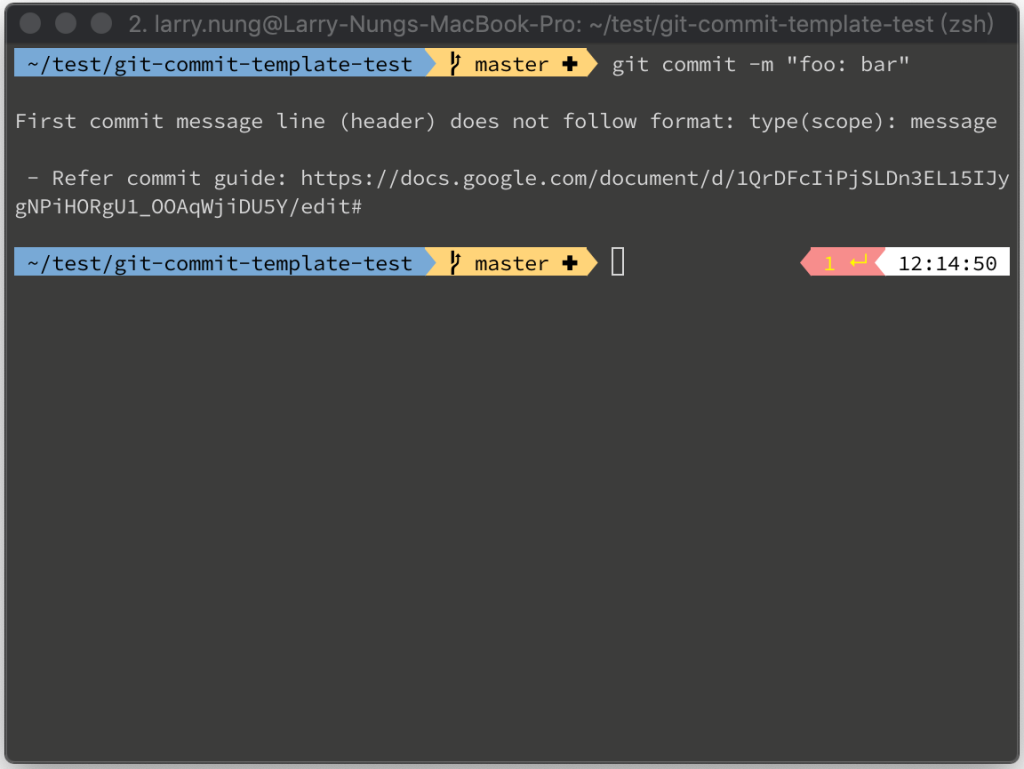 2. larry.nung@Larry-Nungs-MacBook-Pro: ~/test/git-commit-template-test (zsh)
~/test/git-commit-template-test master ✚ git commit -m "foo: bar"
First commit message line (header) does not follow format: type(scope): message
- Refer commit guide: https://docs.google.com/document/d/1QrDFcIiPjSLDn3EL15IJy
gNPiHORgU1_OOAqWjiDU5Y/edit#
~/test/git-commit-template-test master ✚ 1 ↵ 12:14:50